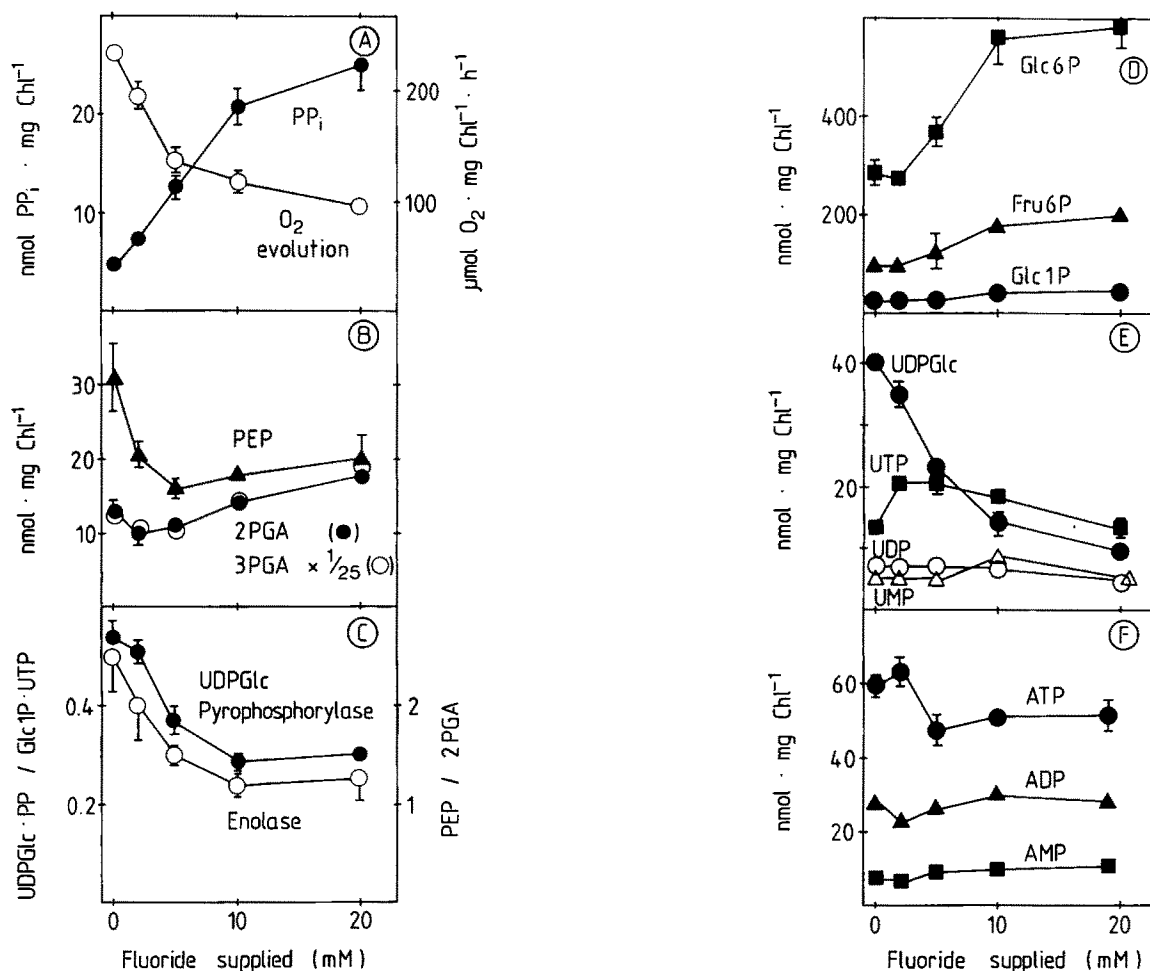 A
nmol PPi · mg Chl⁻¹
20
10
PPi
O2
evolution
200
100
µmol O2 · mg Chl⁻¹ · h⁻¹
B
nmol · mg Chl⁻¹
30
20
10
PEP
2PGA (●)
3PGA × 1/25 (○)
C
UDPGlc·PP / Glc1P·UTP
0.4
0.2
UDPGlc
Pyrophosphorylase
Enolase
2
1
PEP / 2PGA
0 10 20
Fluoride supplied (mM)
D
nmol · mg Chl⁻¹
400
200
Glc6P
Fru6P
Glc1P
E
nmol · mg Chl⁻¹
40
20
UDPGlc
UTP
UDP
UMP
F
nmol · mg Chl⁻¹
60
40
20
ATP
ADP
AMP
0 10 20
Fluoride supplied (mM)